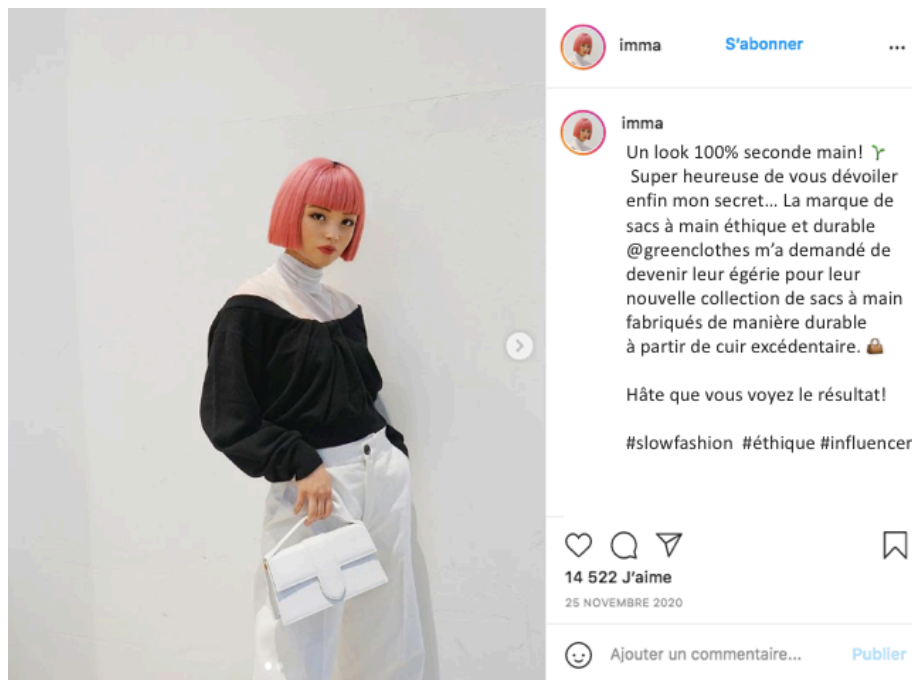 imma
S'abonner
imma
Un look 100% seconde main!
Super heureuse de vous dévoiler
enfin mon secret... La marque de
sacs à main éthique et durable
@greenclothes m'a demandé de
devenir leur égérie pour leur
nouvelle collection de sacs à main
fabriqués de manière durable
à partir de cuir excédentaire.
Hâte que vous voyez le résultat!
#slowfashion #éthique #influencer
14 522 J'aime
25 NOVEMBRE 2020
Ajouter un commentaire...
Publier